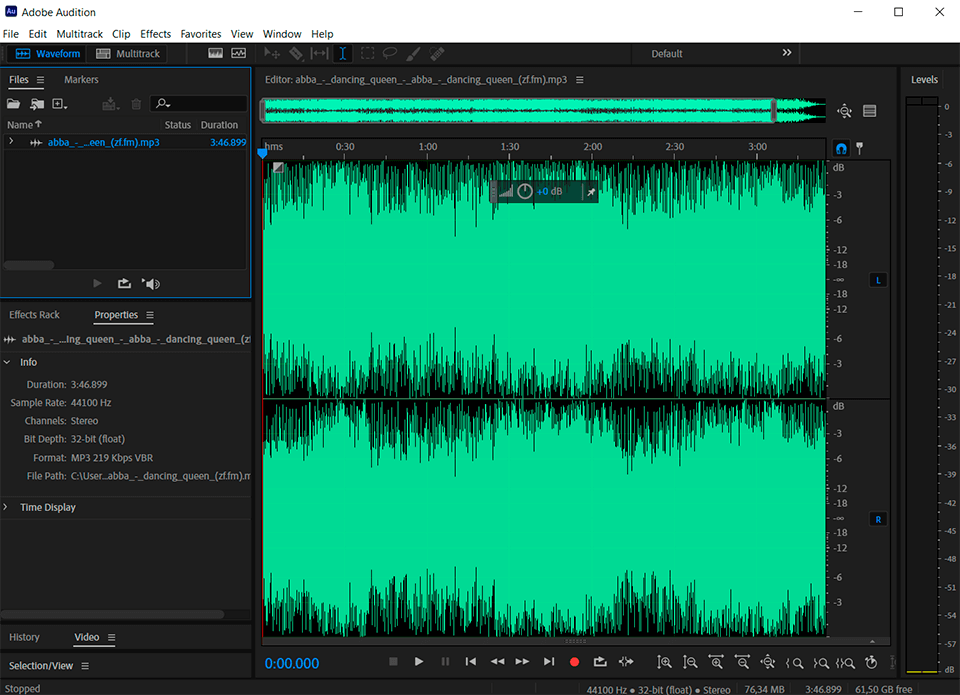 Au Adobe Audition
File Edit Multitrack Clip Effects Favorites View Window Help
Waveform Multitrack Default »
Files Markers
Name Status Duration
abba_-_...een_(zf.fm).mp3 3:46.899
Effects Rack Properties
abba_-_...ing_queen_-_abba_-_dancing_queen_(zf
Info
Duration: 3:46.899
Sample Rate: 44100 Hz
Channels: Stereo
Bit Depth: 32-bit (float)
Format: MP3 219 Kbps VBR
File Path: C:\User...abba_-_dancing_queen_(zf.fm).m
Time Display
History Video
Selection/View
Stopped
Editor: abba_-_dancing_queen_-_abba_-_dancing_queen_(zf.fm).mp3
hms 0:30 1:00 1:30 2:00 2:30 3:00
+0 dB
dB
-3
-6
-12
-18
-∞
-18
-12
-6
-3
L
dB
-3
-6
-12
-18
-∞
-18
-12
-6
-3
R
0:00.000
44100 Hz • 32-bit (float) • Stereo 76,34 MB 3:46.899 61,50 GB free
Levels
0
-3
-6
-9
-12
-15
-18
-21
-24
-27
-30
-33
-36
-39
-42
-45
-48
-51
-54
-57
dB